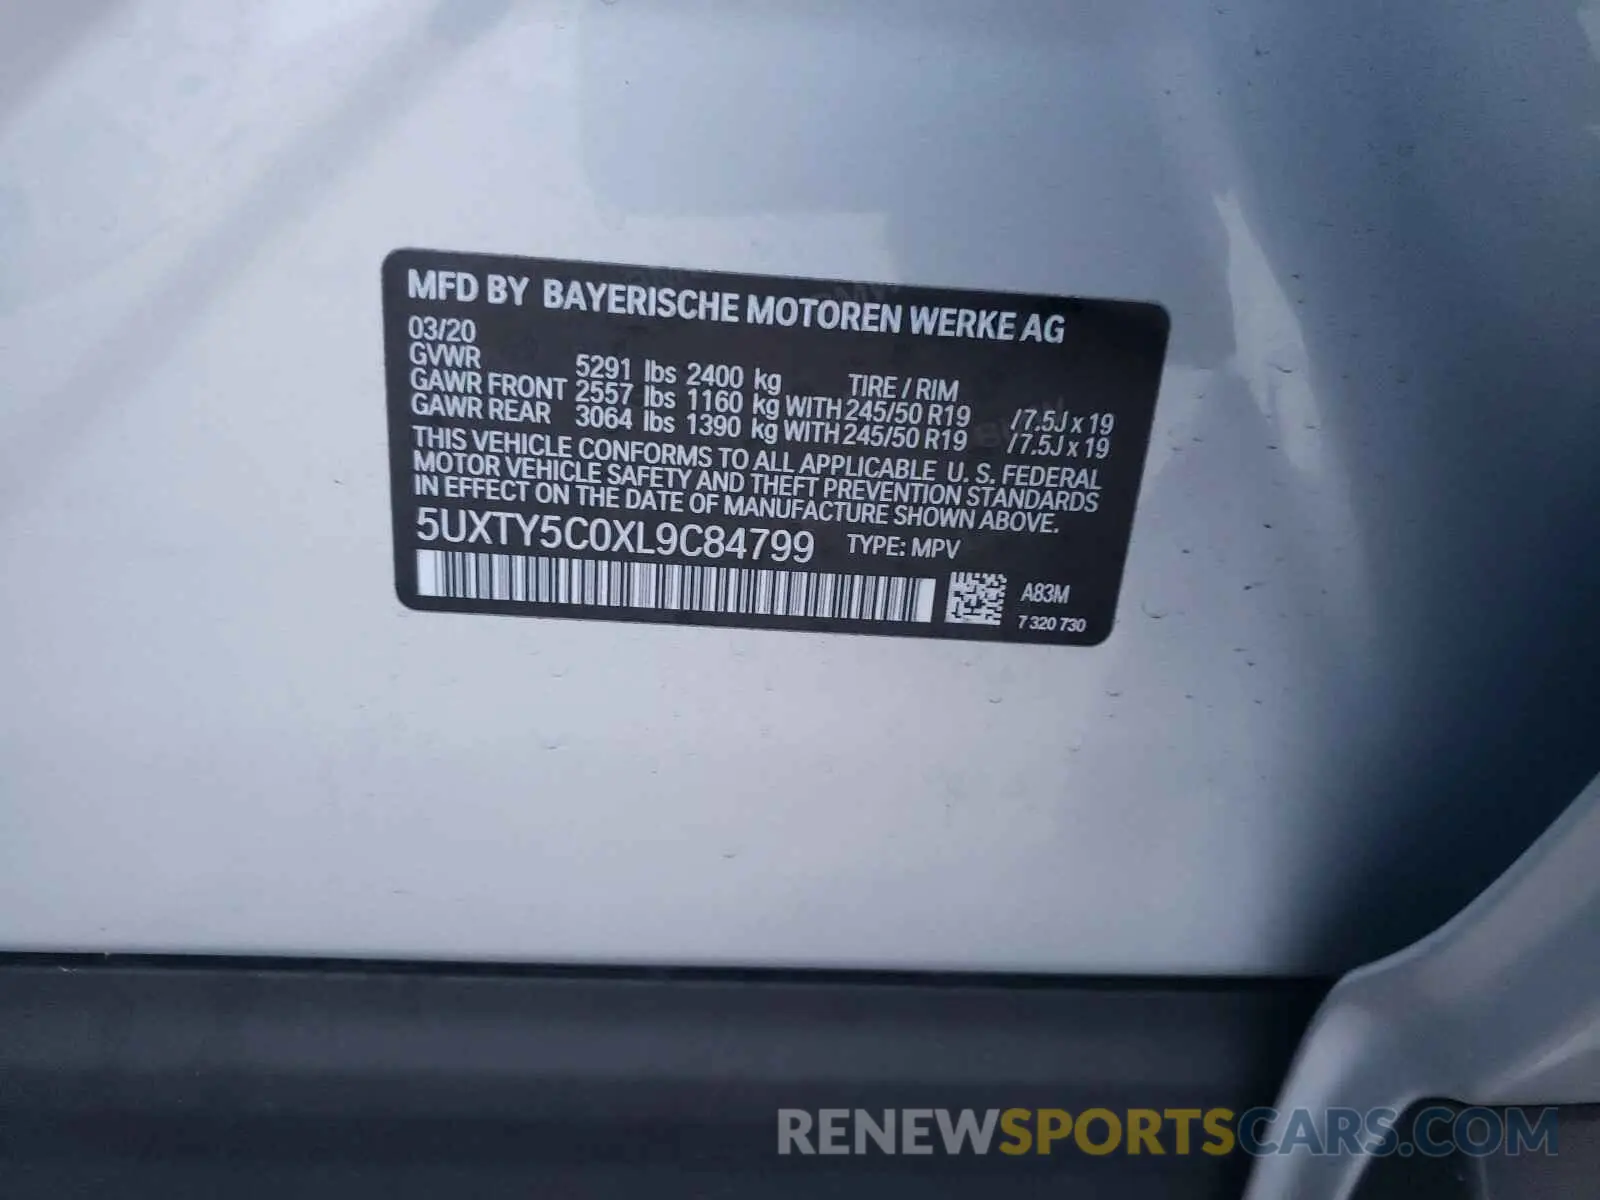 MFD BY BAYERISCHE MOTOREN WERKE AG
03/20
GVWR 5291 lbs 2400 kg TIRE / RIM
GAWR FRONT 2557 lbs 1160 kg WITH 245/50 R19 /7.5J x 19
GAWR REAR 3064 lbs 1390 kg WITH 245/50 R19 /7.5J x 19
THIS VEHICLE CONFORMS TO ALL APPLICABLE U. S. FEDERAL
MOTOR VEHICLE SAFETY AND THEFT PREVENTION STANDARDS
IN EFFECT ON THE DATE OF MANUFACTURE SHOWN ABOVE.
5UXTY5C0XL9C84799 TYPE: MPV
A83M
7 320 730
RENEWSPORTSCARS.COM